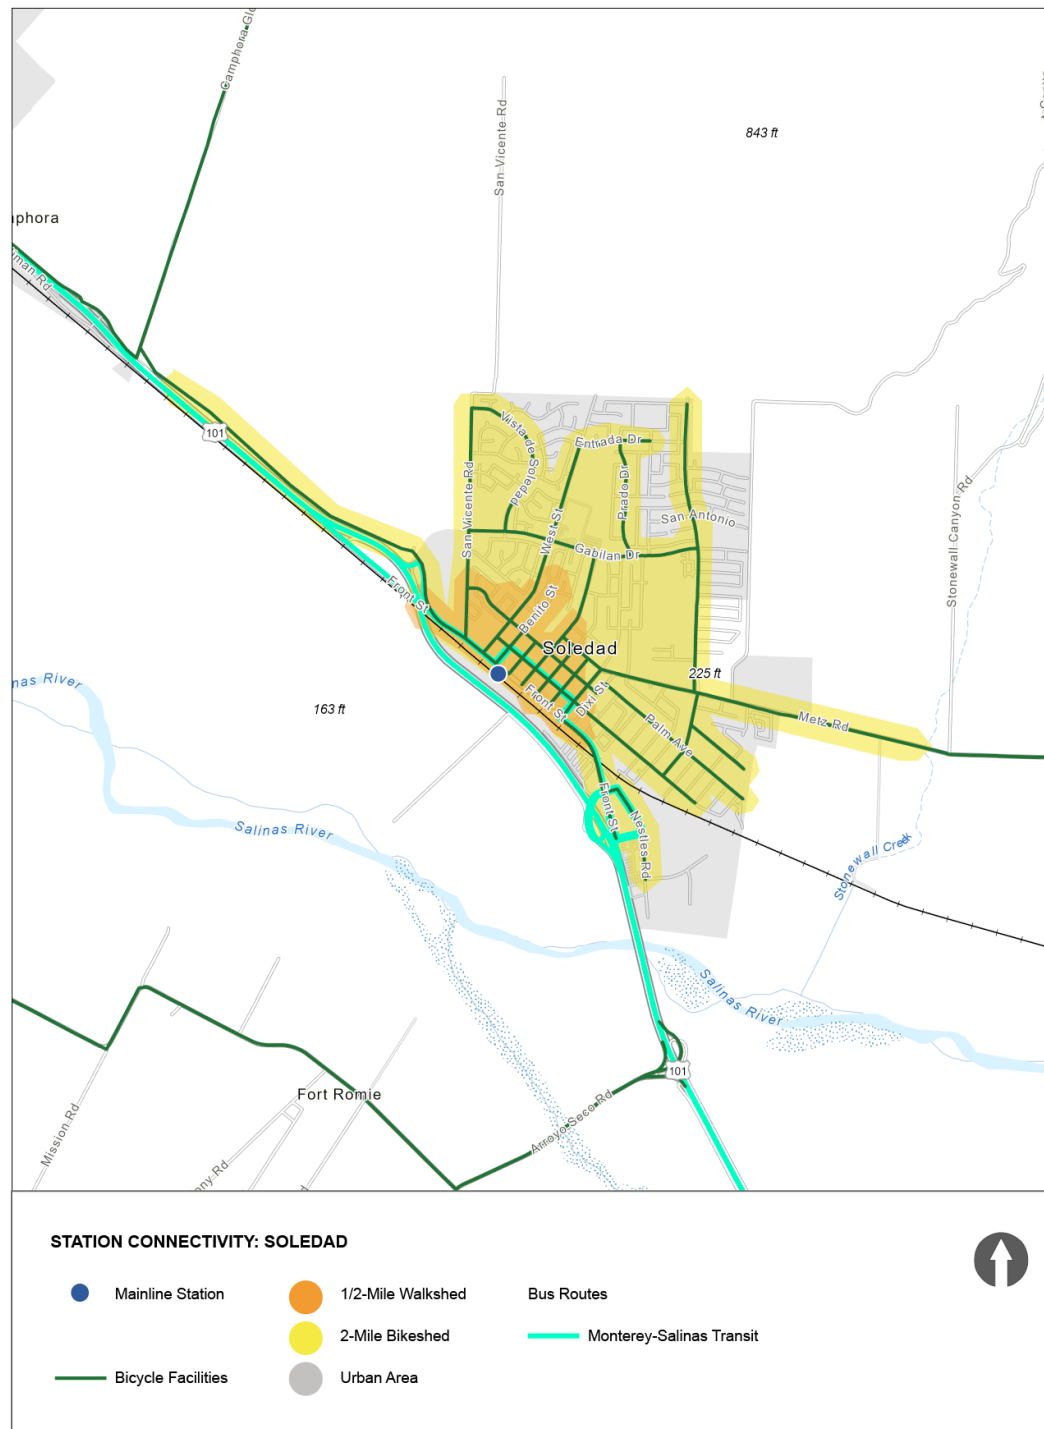 Camphora Glo
San Vicente Rd
843 ft
nphora
lman Rd
101
Vista de Soledad
Entrada Dr
Prado Dr
San Vicente Rd
West St
San Antonio
Gabilan Dr
Stonewall Canyon Rd
Front St
Benito St
Soledad
225 ft
nas River
163 ft
Front St
Dixi St
Palm Ave
Metz Rd
Salinas River
Front St
Nestles Rd
Stonewall Creek
Salinas River
101
Fort Romie
Arroyo Seco Rd
Mission Rd
ony Rd
d
STATION CONNECTIVITY: SOLEDAD
Mainline Station
1/2-Mile Walkshed
Bus Routes
2-Mile Bikeshed
Monterey-Salinas Transit
Bicycle Facilities
Urban Area